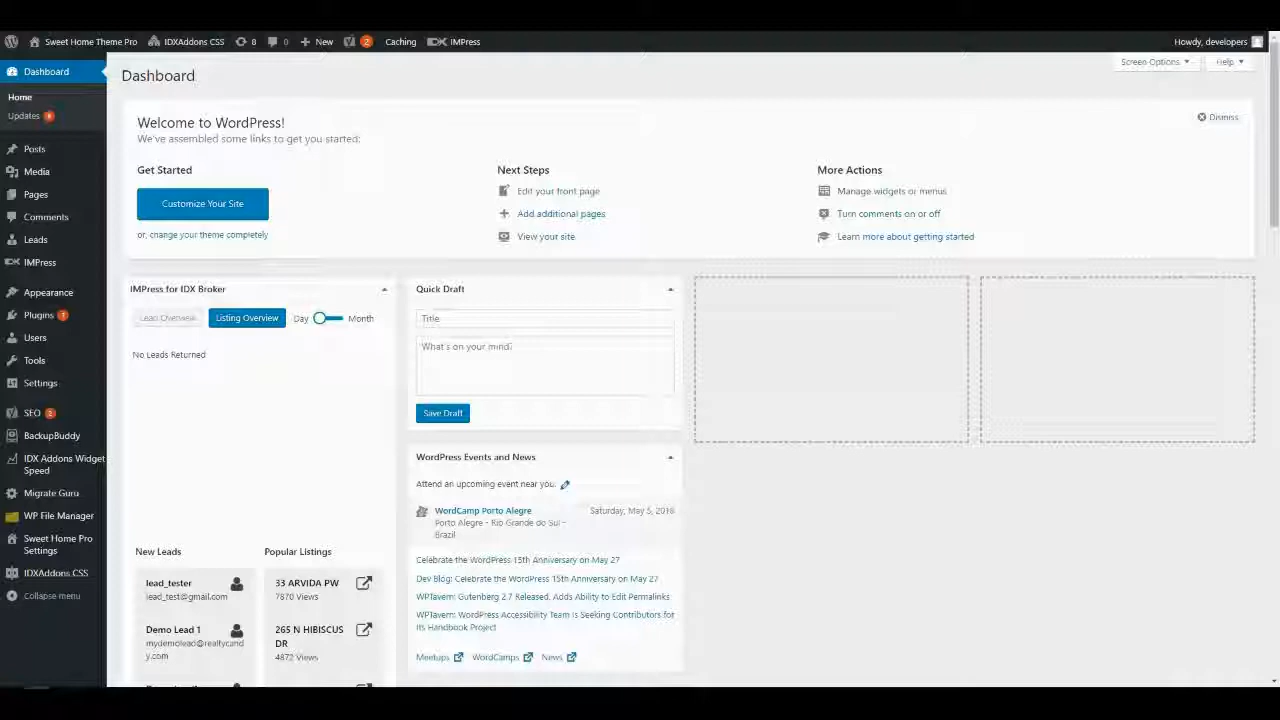 Sweet Home Theme Pro IDXAddons CSS 8 0 New 2 Caching IMPress Howdy, developers
Dashboard
Home
Updates 8
Posts
Media
Pages
Comments
Leads
IMPress
Appearance
Plugins 1
Users
Tools
Settings
SEO 2
BackupBuddy
IDX Addons Widget
Speed
Migrate Guru
WP File Manager
Sweet Home Pro
Settings
IDXAddons CSS
Collapse menu
Dashboard
Screen Options
Help
Welcome to WordPress!
We've assembled some links to get you started:
Dismiss
Get Started
Customize Your Site
or, change your theme completely
Next Steps
Edit your front page
Add additional pages
View your site
More Actions
Manage widgets or menus
Turn comments on or off
Learn more about getting started
IMPress for IDX Broker
Lead Overview Listing Overview Day Month
No Leads Returned
New Leads
lead_tester
lead_test@gmail.com
Demo Lead 1
mydemolead@realtycand
y.com
Popular Listings
33 ARVIDA PW
7870 Views
265 N HIBISCUS
DR
4872 Views
Quick Draft
Title
What's on your mind?
Save Draft
WordPress Events and News
Attend an upcoming event near you.
WordCamp Porto Alegre Saturday, May 5, 2018
Porto Alegre - Rio Grande do Sul -
Brazil
Celebrate the WordPress 15th Anniversary on May 27
Dev Blog: Celebrate the WordPress 15th Anniversary on May 27
WPTavern: Gutenberg 2.7 Released, Adds Ability to Edit Permalinks
WPTavern: WordPress Accessibility Team Is Seeking Contributors for
Its Handbook Project
Meetups WordCamps News